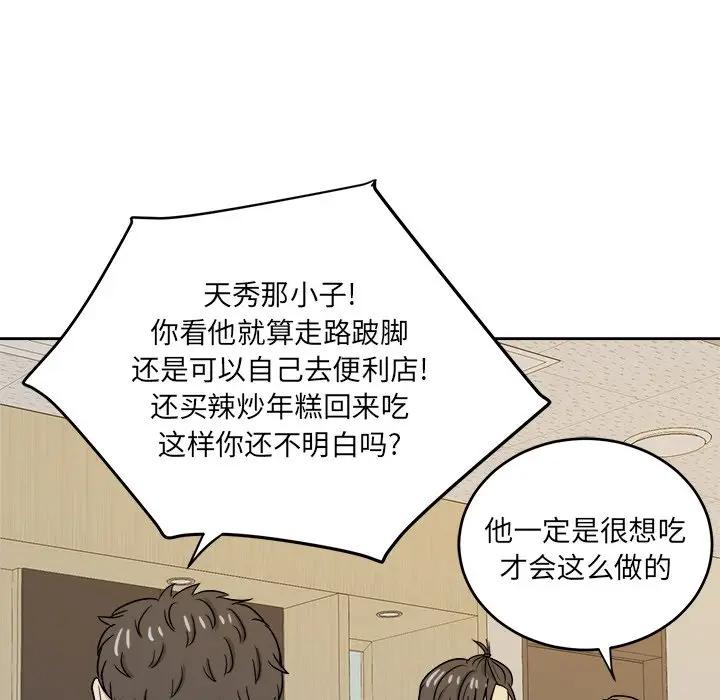 天秀那小子!
你看他就算走路跛脚
还是可以自己去便利店!
还买辣炒年糕回来吃
这样你还不明白吗?
他一定是很想吃
才会这么做的